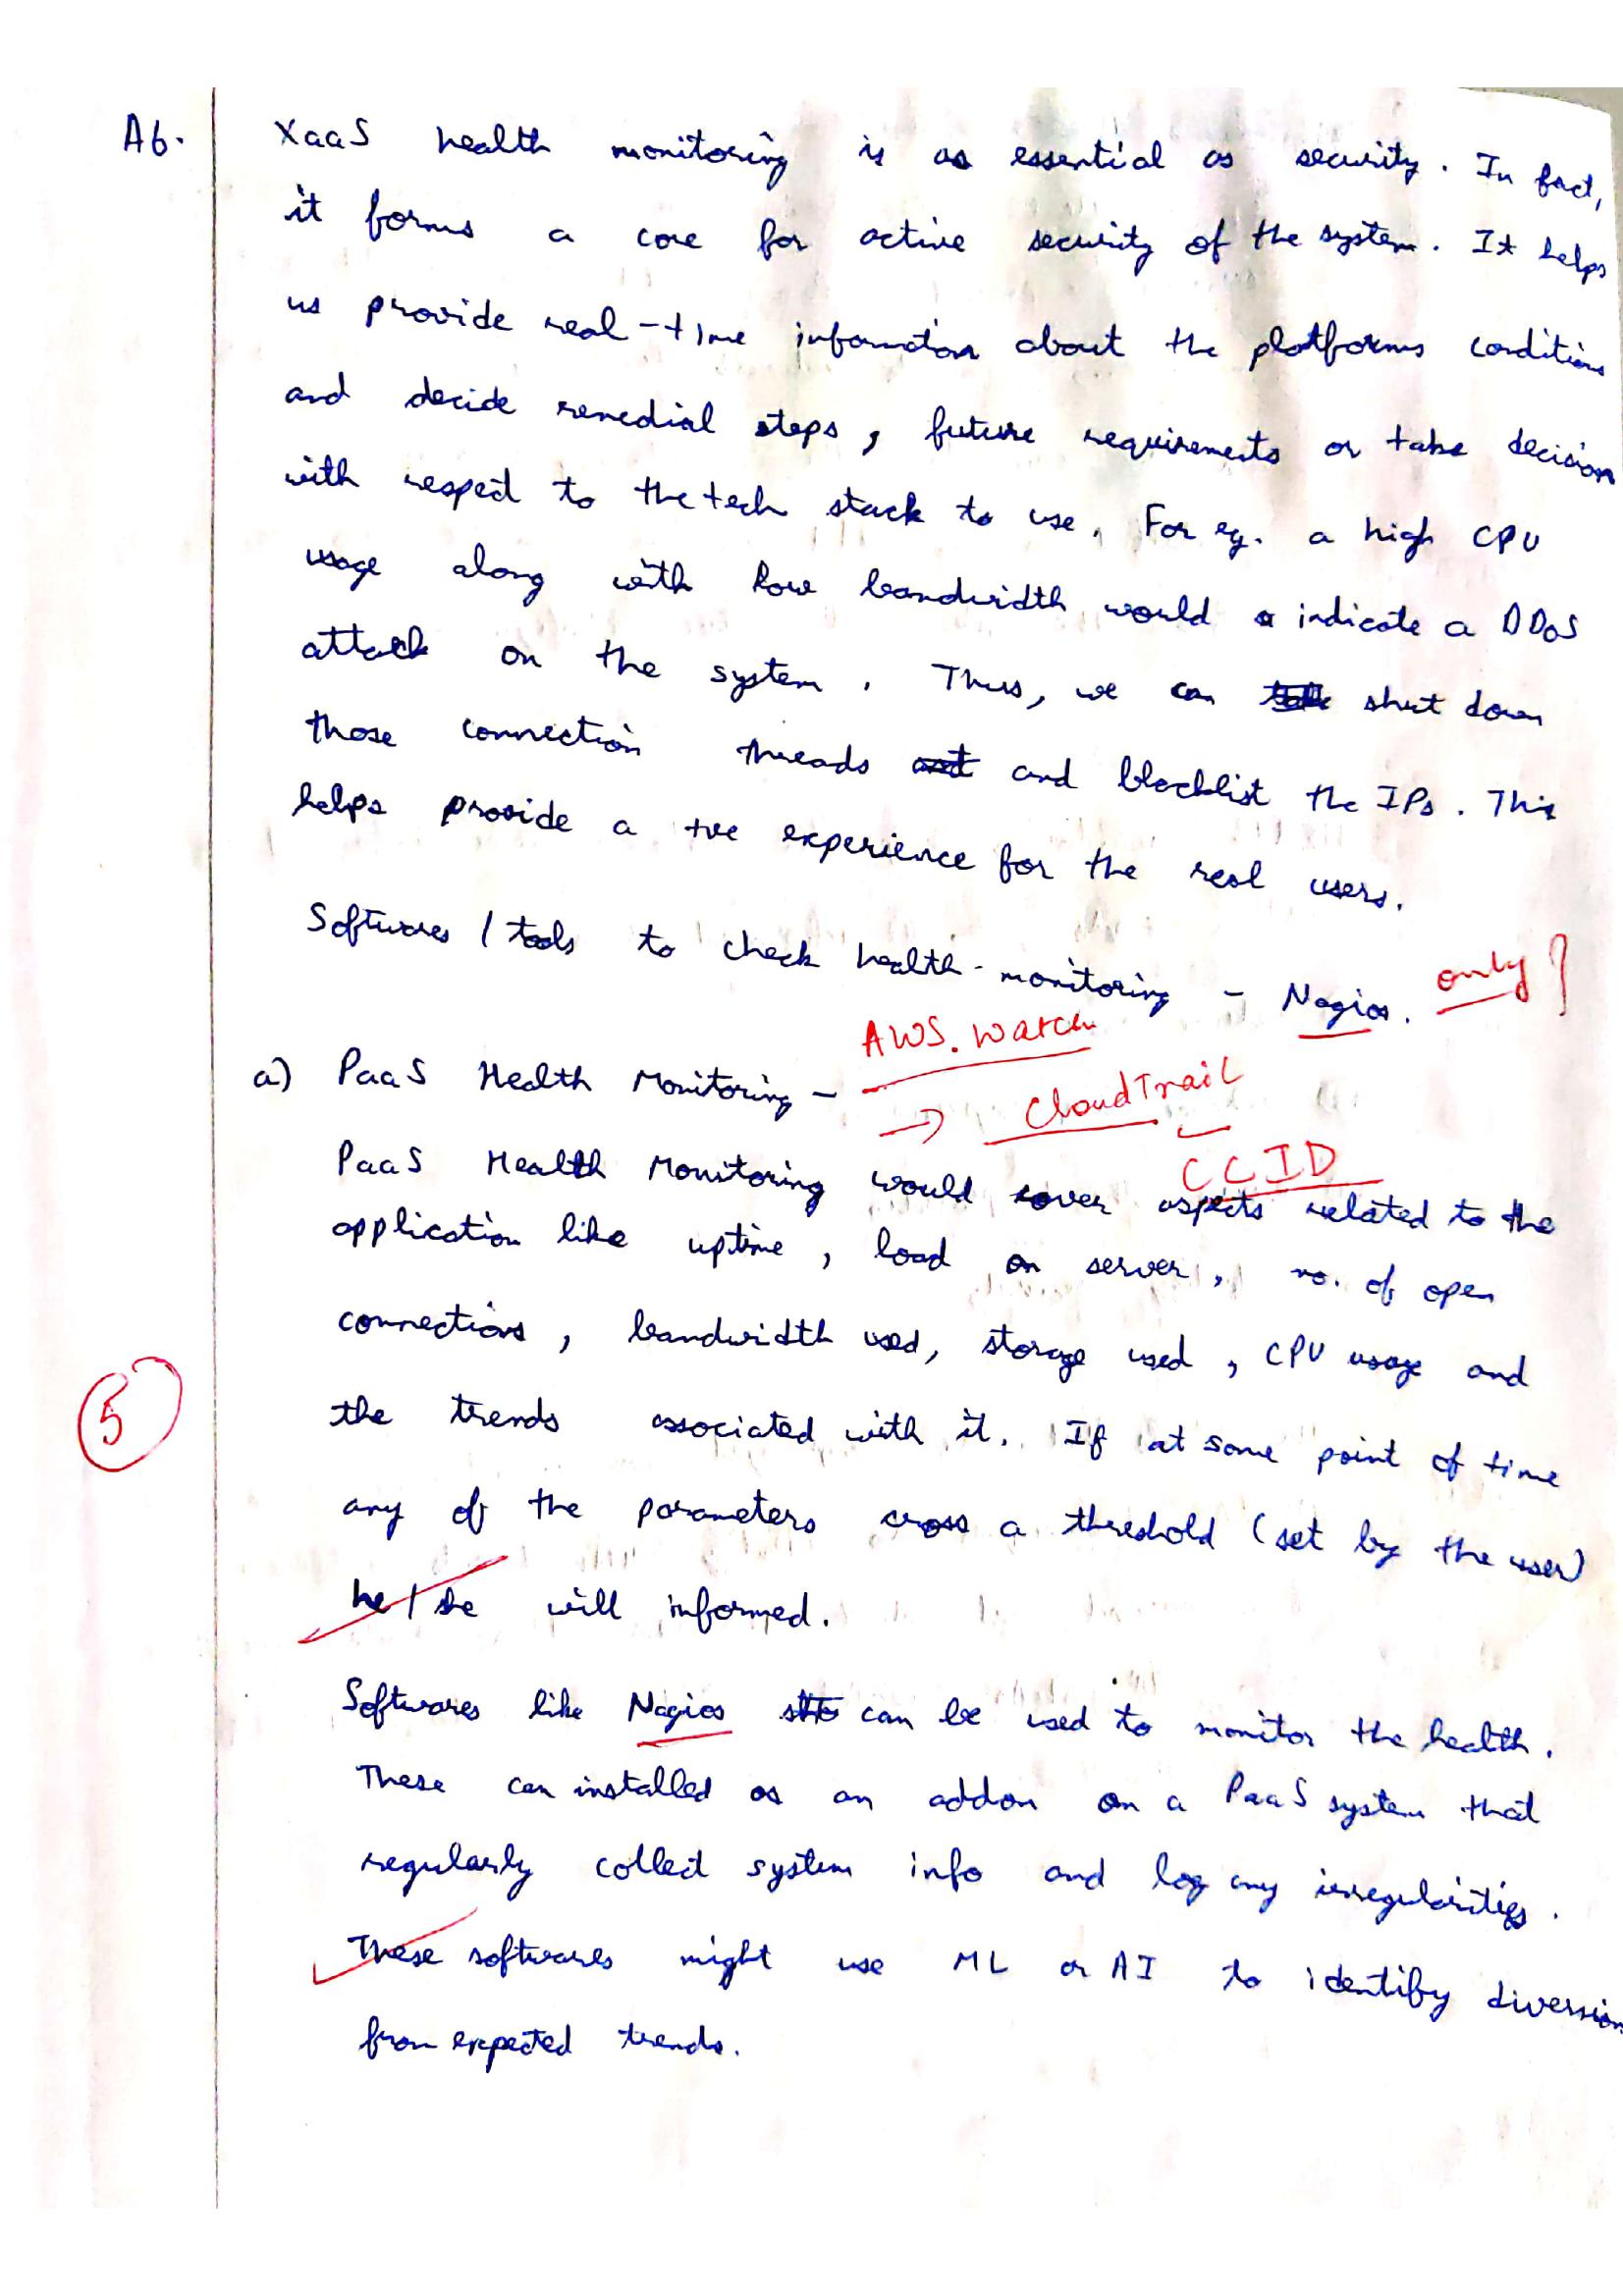 A6. XaaS health monitoring is as essential as security. In fact,
it forms a core for active security of the system. It helps
us provide real-time information about the platforms conditions
and decide remedial steps, future requirements or take decision
with respect to the tech stack to use. For eg. a high CPU
usage along with low bandwidth would indicate a DDoS
attack on the system. Thus, we can shut down
those connection threads and blocklist the IPs. This
helps provide a +ve experience for the real users.
Softwares / tools to check health-monitoring - Nagios. only?
AWS. Watch
a) PaaS Health Monitoring -
→ CloudTrail
CCID
PaaS Health Monitoring would cover aspects related to the
application like uptime, load on server, no. of open
connections, bandwidth used, storage used, CPU usage and
5
the trends associated with it. If at some point of time
any of the parameters cross a threshold (set by the user)
he/she will informed.
Softwares like Nagios can be used to monitor the health.
These can installed as an addon on a PaaS system that
regularly collect system info and log any irregularities.
These softwares might use ML or AI to identify diversion
from expected trends.